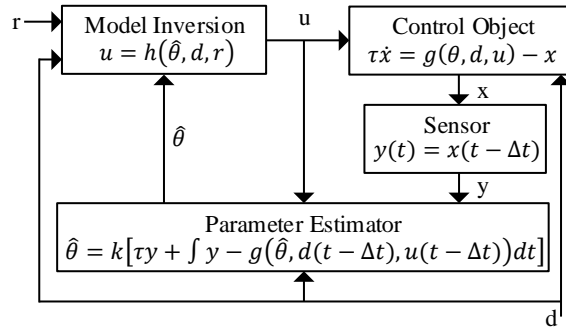 r
Model Inversion
u = h(θ̂, d, r)
u
Control Object
τẋ = g(θ, d, u) − x
x
Sensor
y(t) = x(t − Δt)
θ̂
y
Parameter Estimator
θ̂ = k[τy + ∫ y − g(θ̂, d(t − Δt), u(t − Δt))dt]
d